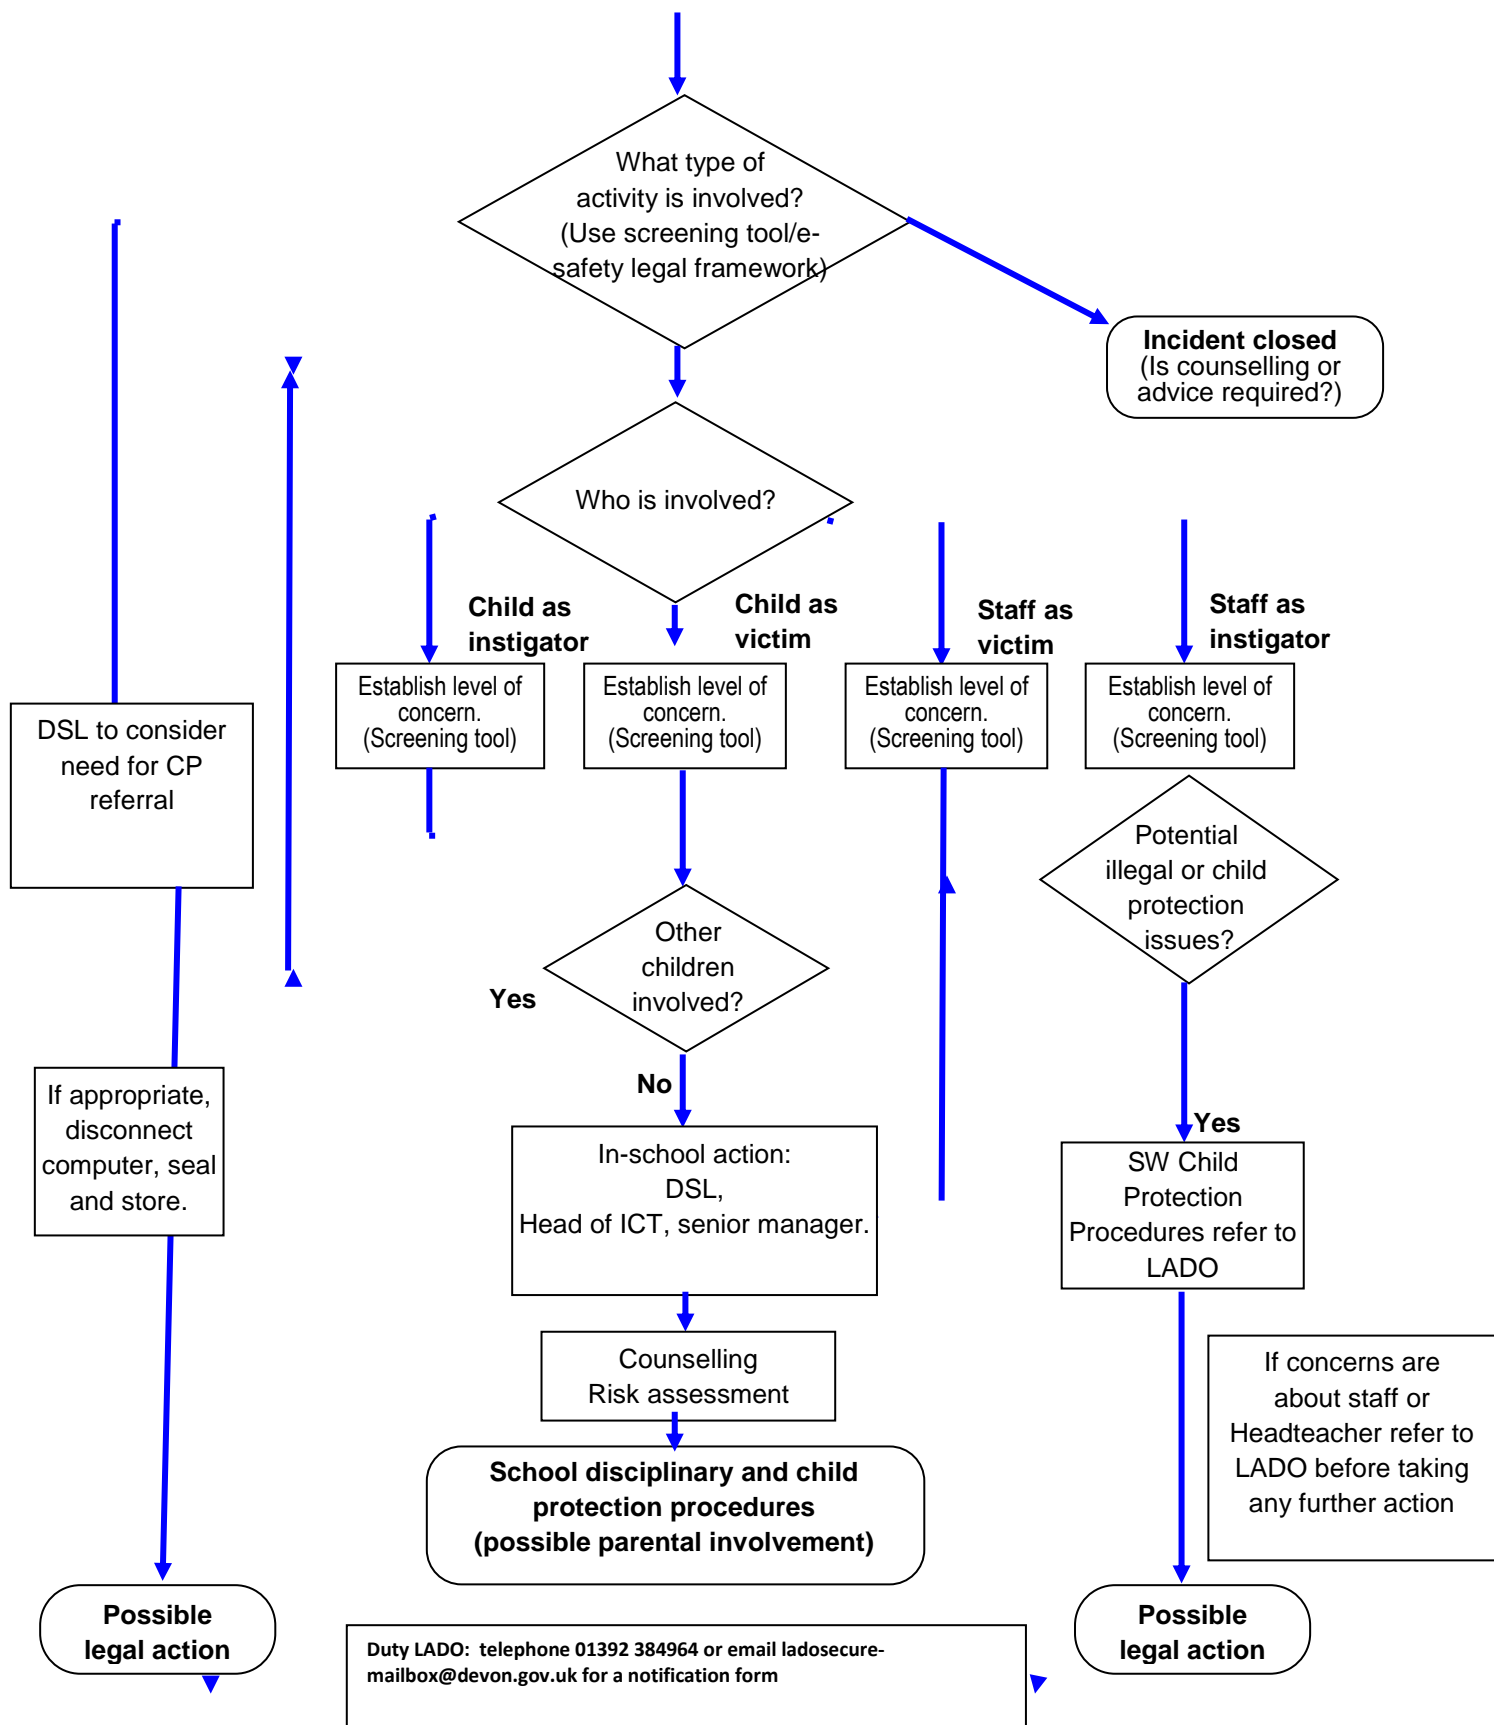 What type of
activity is involved?
(Use screening tool/e-
safety legal framework)
Incident closed
(Is counselling or
advice required?)
Who is involved?
Child as
instigator
Child as
victim
Staff as
victim
Staff as
instigator
Establish level of
concern.
(Screening tool)
Establish level of
concern.
(Screening tool)
Establish level of
concern.
(Screening tool)
Establish level of
concern.
(Screening tool)
DSL to consider
need for CP
referral
Potential
illegal or child
protection
issues?
Other
children
involved?
Yes
No
If appropriate,
disconnect
computer, seal
and store.
In-school action:
DSL,
Head of ICT, senior manager.
Yes
SW Child
Protection
Procedures refer to
LADO
Counselling
Risk assessment
If concerns are
about staff or
Headteacher refer to
LADO before taking
any further action
School disciplinary and child
protection procedures
(possible parental involvement)
Possible
legal action
Possible
legal action
Duty LADO: telephone 01392 384964 or email ladosecure-
mailbox@devon.gov.uk for a notification form